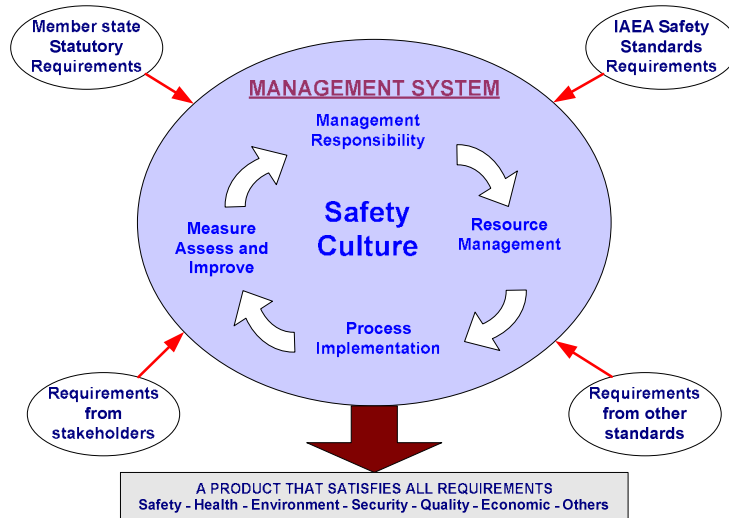 Member state
Statutory
Requirements
IAEA Safety
Standards
Requirements
MANAGEMENT SYSTEM
Management
Responsibility
Safety
Culture
Resource
Management
Measure
Assess and
Improve
Process
Implementation
Requirements
from
stakeholders
Requirements
from other
standards
A PRODUCT THAT SATISFIES ALL REQUIREMENTS
Safety - Health - Environment - Security - Quality - Economic - Others